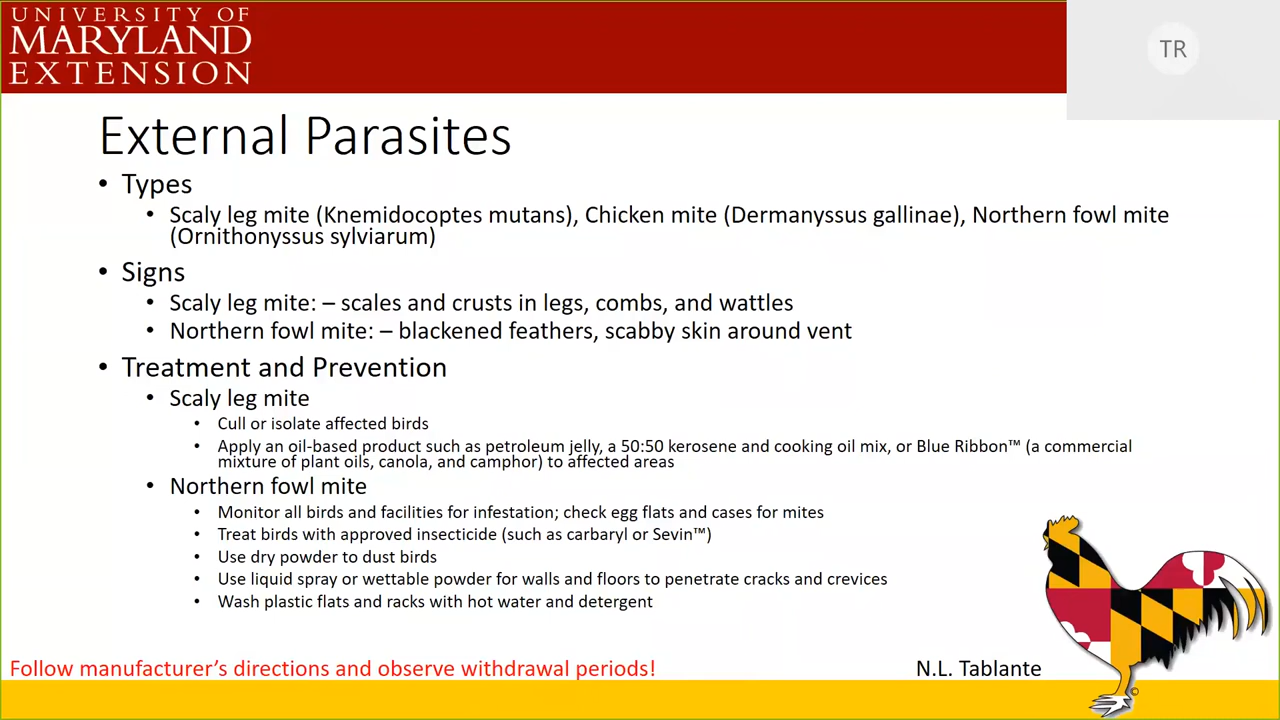 UNIVERSITY OF
MARYLAND
EXTENSION
TR
External Parasites
• Types
• Scaly leg mite (Knemidocoptes mutans), Chicken mite (Dermanyssus gallinae), Northern fowl mite
(Ornithonyssus sylviarum)
• Signs
• Scaly leg mite: – scales and crusts in legs, combs, and wattles
• Northern fowl mite: – blackened feathers, scabby skin around vent
• Treatment and Prevention
• Scaly leg mite
• Cull or isolate affected birds
• Apply an oil-based product such as petroleum jelly, a 50:50 kerosene and cooking oil mix, or Blue Ribbon™ (a commercial
mixture of plant oils, canola, and camphor) to affected areas
• Northern fowl mite
• Monitor all birds and facilities for infestation; check egg flats and cases for mites
• Treat birds with approved insecticide (such as carbaryl or Sevin™)
• Use dry powder to dust birds
• Use liquid spray or wettable powder for walls and floors to penetrate cracks and crevices
• Wash plastic flats and racks with hot water and detergent
Follow manufacturer's directions and observe withdrawal periods!
N.L. Tablante
©